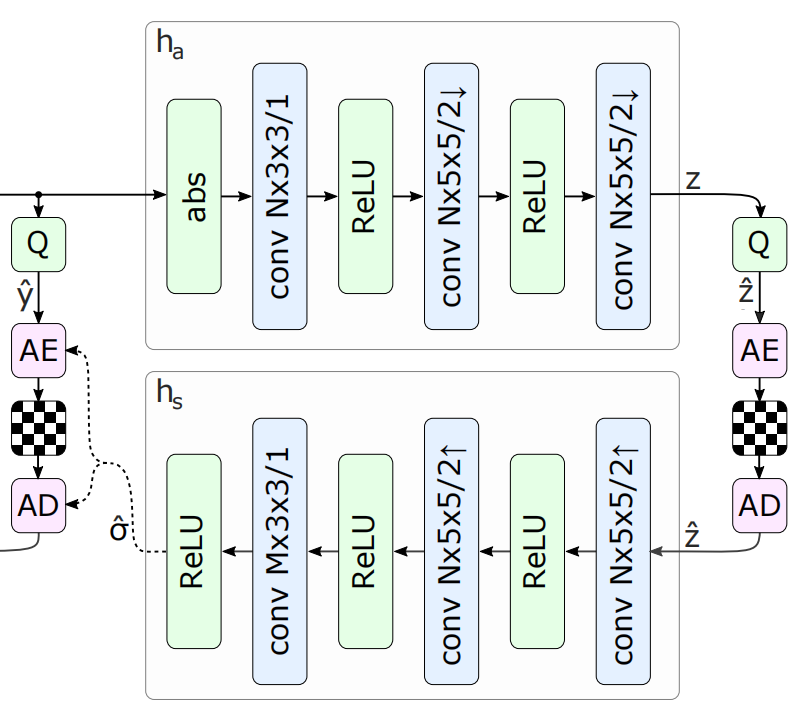 hₐ
abs
conv Nx3x3/1
ReLU
conv Nx5x5/2↓
ReLU
conv Nx5x5/2↓
z
Q
ŷ
AE
AD
Q
ẑ
AE
AD
hₛ
ReLU
conv Mx3x3/1
ReLU
conv Nx5x5/2↑
ReLU
conv Nx5x5/2↑
ẑ
σ̂